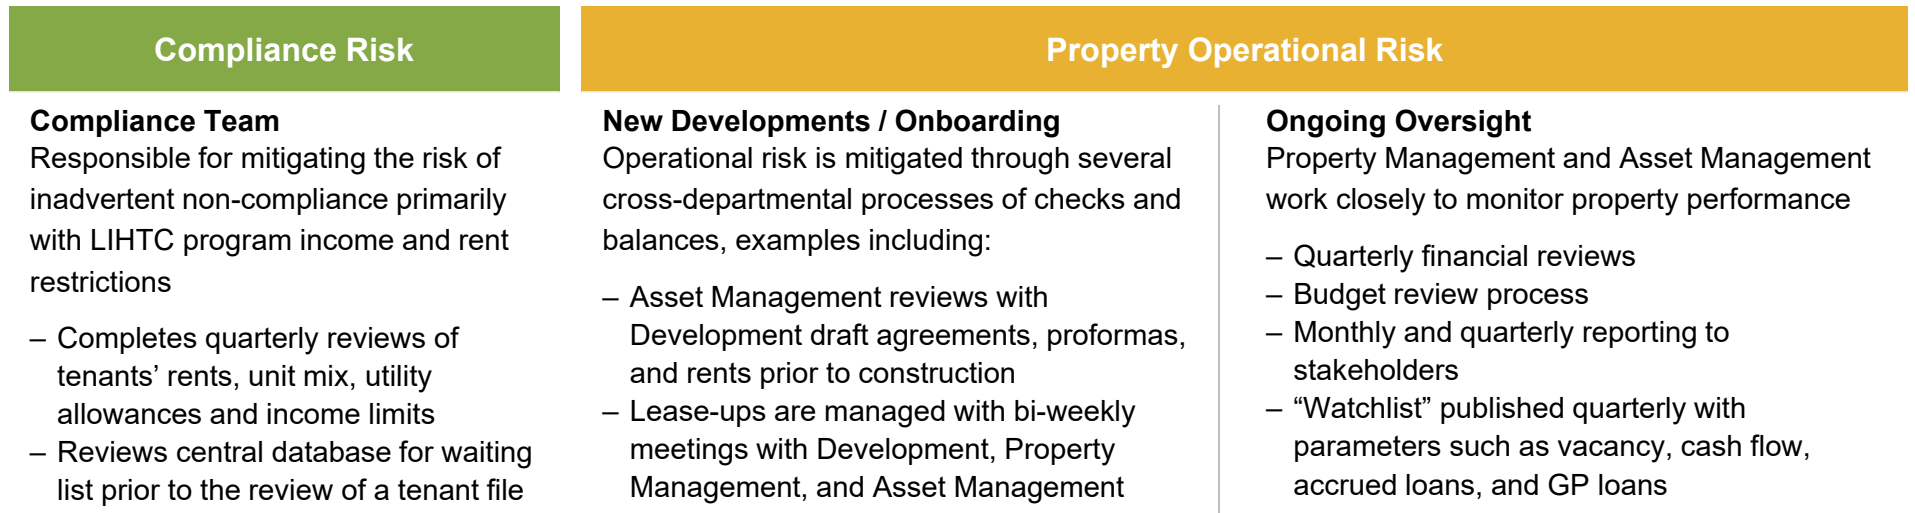 Compliance Risk
Compliance Team
Responsible for mitigating the risk of
inadvertent non-compliance primarily
with LIHTC program income and rent
restrictions
– Completes quarterly reviews of
tenants’ rents, unit mix, utility
allowances and income limits
– Reviews central database for waiting
list prior to the review of a tenant file
Property Operational Risk
New Developments / Onboarding
Operational risk is mitigated through several
cross-departmental processes of checks and
balances, examples including:
– Asset Management reviews with
Development draft agreements, proformas,
and rents prior to construction
– Lease-ups are managed with bi-weekly
meetings with Development, Property
Management, and Asset Management
Ongoing Oversight
Property Management and Asset Management
work closely to monitor property performance
– Quarterly financial reviews
– Budget review process
– Monthly and quarterly reporting to
stakeholders
– “Watchlist” published quarterly with
parameters such as vacancy, cash flow,
accrued loans, and GP loans